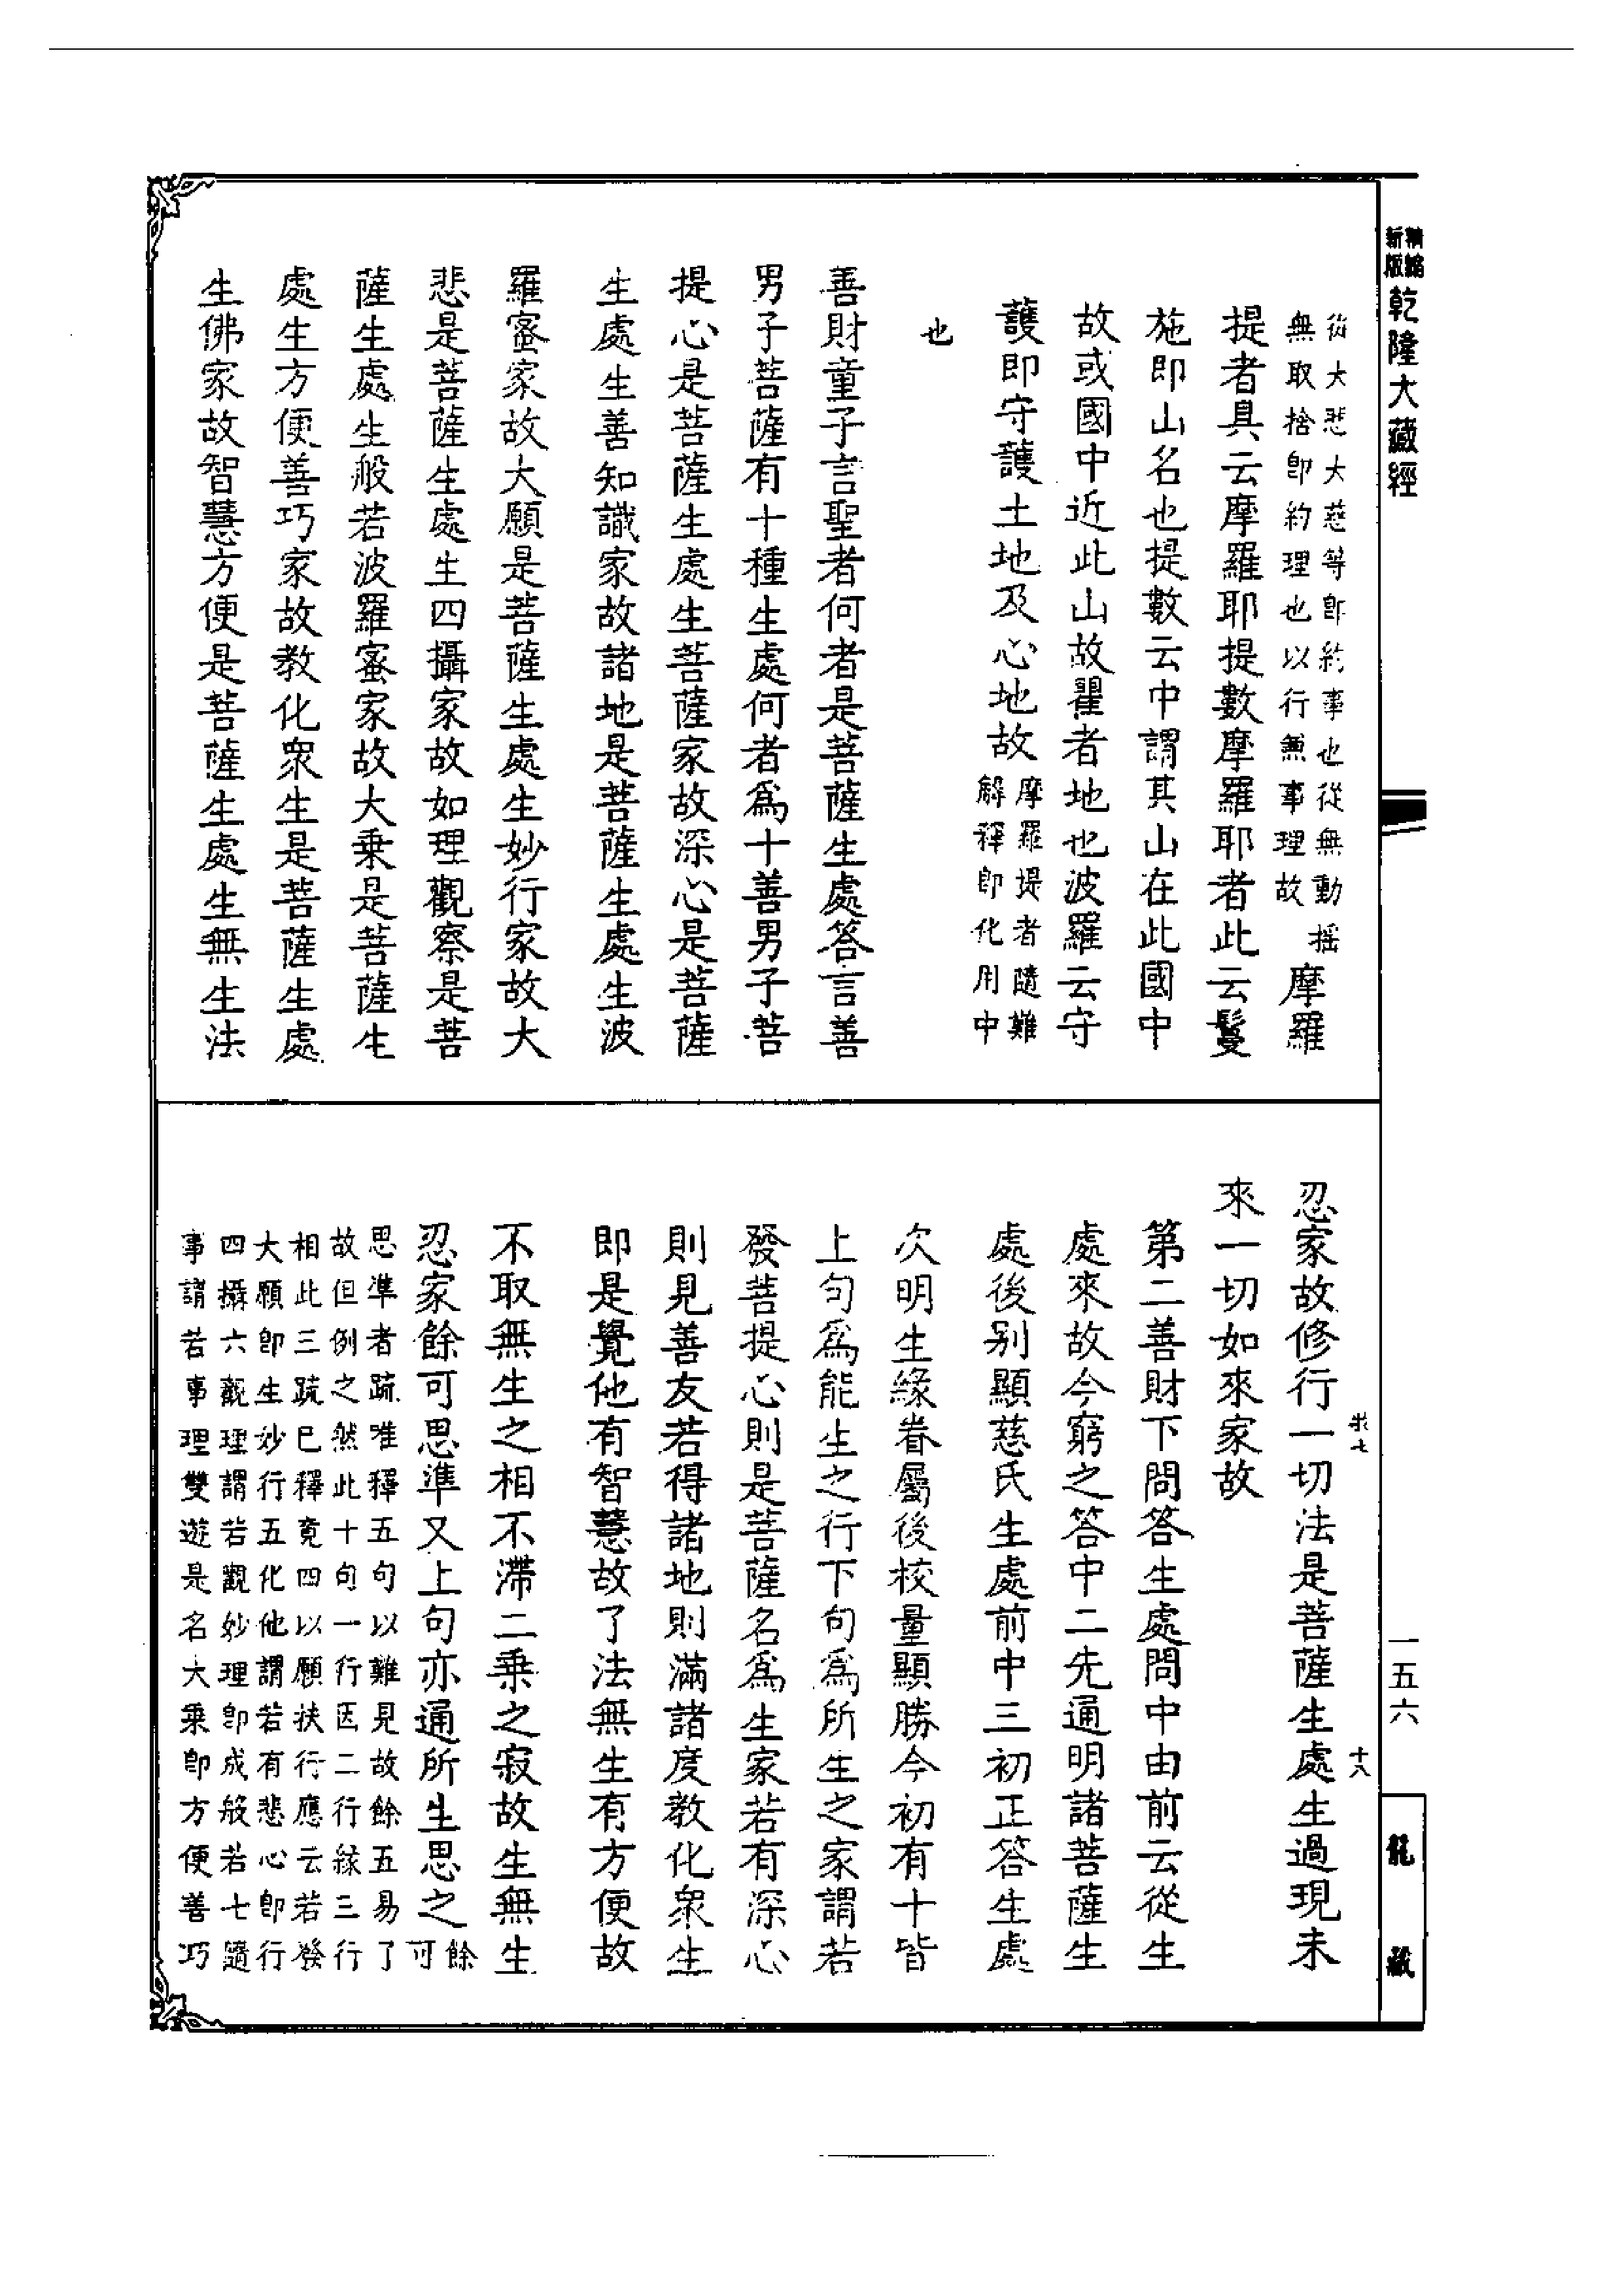 新版精縮
乾隆大藏經
從大悲大慈等即約事也從無動搖
無取捨即約理也以行無事理故
摩羅
提者具云摩羅耶提數摩羅耶者此云鬘
施即山名也提數云中謂其山在此國中
故或國中近此山故瞿者地也波羅云守
護即守護土地及心地故
摩羅提者隨難
解釋即化用中
也
善財童子言聖者何者是菩薩生處答言善
男子菩薩有十種生處何者為十善男子菩
提心是菩薩生處生菩薩家故深心是菩薩
生處生善知識家故諸地是菩薩生處生波
羅蜜家故大願是菩薩生處生妙行家故大
悲是菩薩生處生四攝家故如理觀察是菩
薩生處生般若波羅蜜家故大乘是菩薩生
處生方便善巧家故教化眾生是菩薩生處
生佛家故智慧方便是菩薩生處生無生法
忍家故修行一切法是菩薩生處生過現未
來一切如來家故
第二善財下問答生處問中由前云從生
處來故今窮之答中二先通明諸菩薩生
處後別顯慈氏生處前中三初正答生處
次明生緣眷屬後校量顯勝今初有十皆
上句為能生之行下句為所生之家謂若
發菩提心則是菩薩名為生家若有深心
則見善友若得諸地則滿諸度教化眾生
即是覺他有智慧故了法無生有方便故
不取無生之相不滯二乘之寂故生無生
忍家餘可思準又上句亦通所生思之
餘可
思準者疏唯釋五句以難見故餘五易了
故但例之然此十句一行因二行緣三行
相此三疏已釋竟四以願扶行應云若發
大願即生妙行五化他謂若有悲心即行
四攝六觀理謂若觀妙理即成般若七隨
事謂若事理雙遊是名大乘即方便善巧
一五六
十八